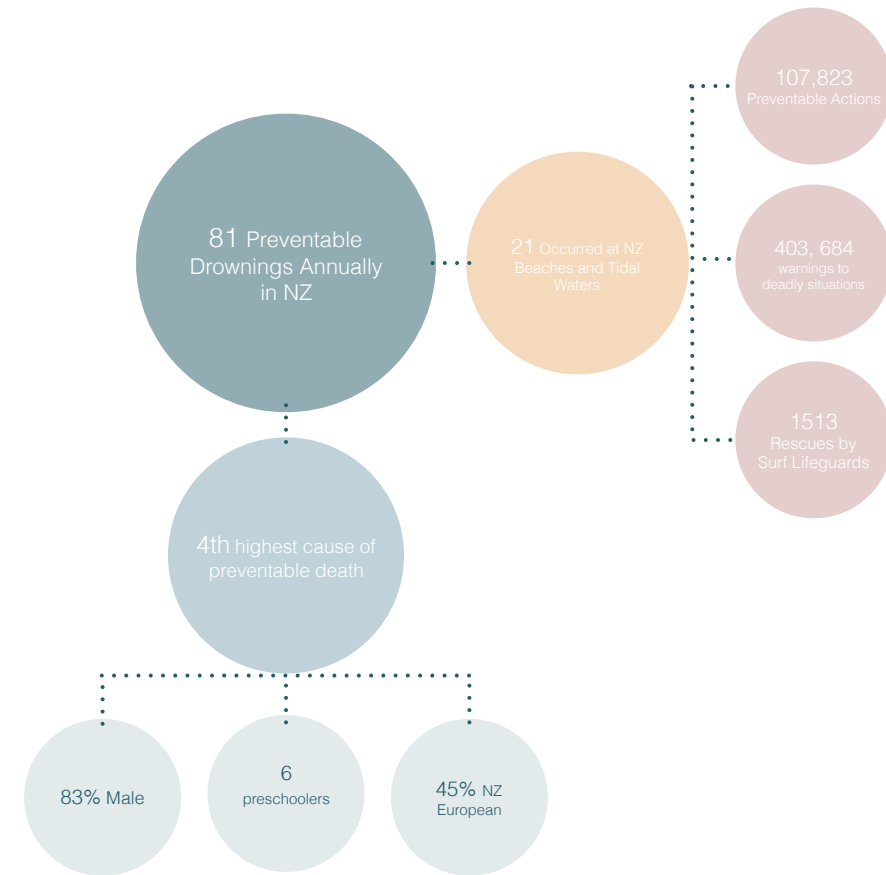 81 Preventable
Drownings Annually
in NZ
21 Occurred at NZ
Beaches and Tidal
Waters
107,823
Preventable Actions
403, 684
warnings to
deadly situations
1513
Rescues by
Surf Lifeguards
4th highest cause of
preventable death
83% Male
6
preschoolers
45% NZ
European